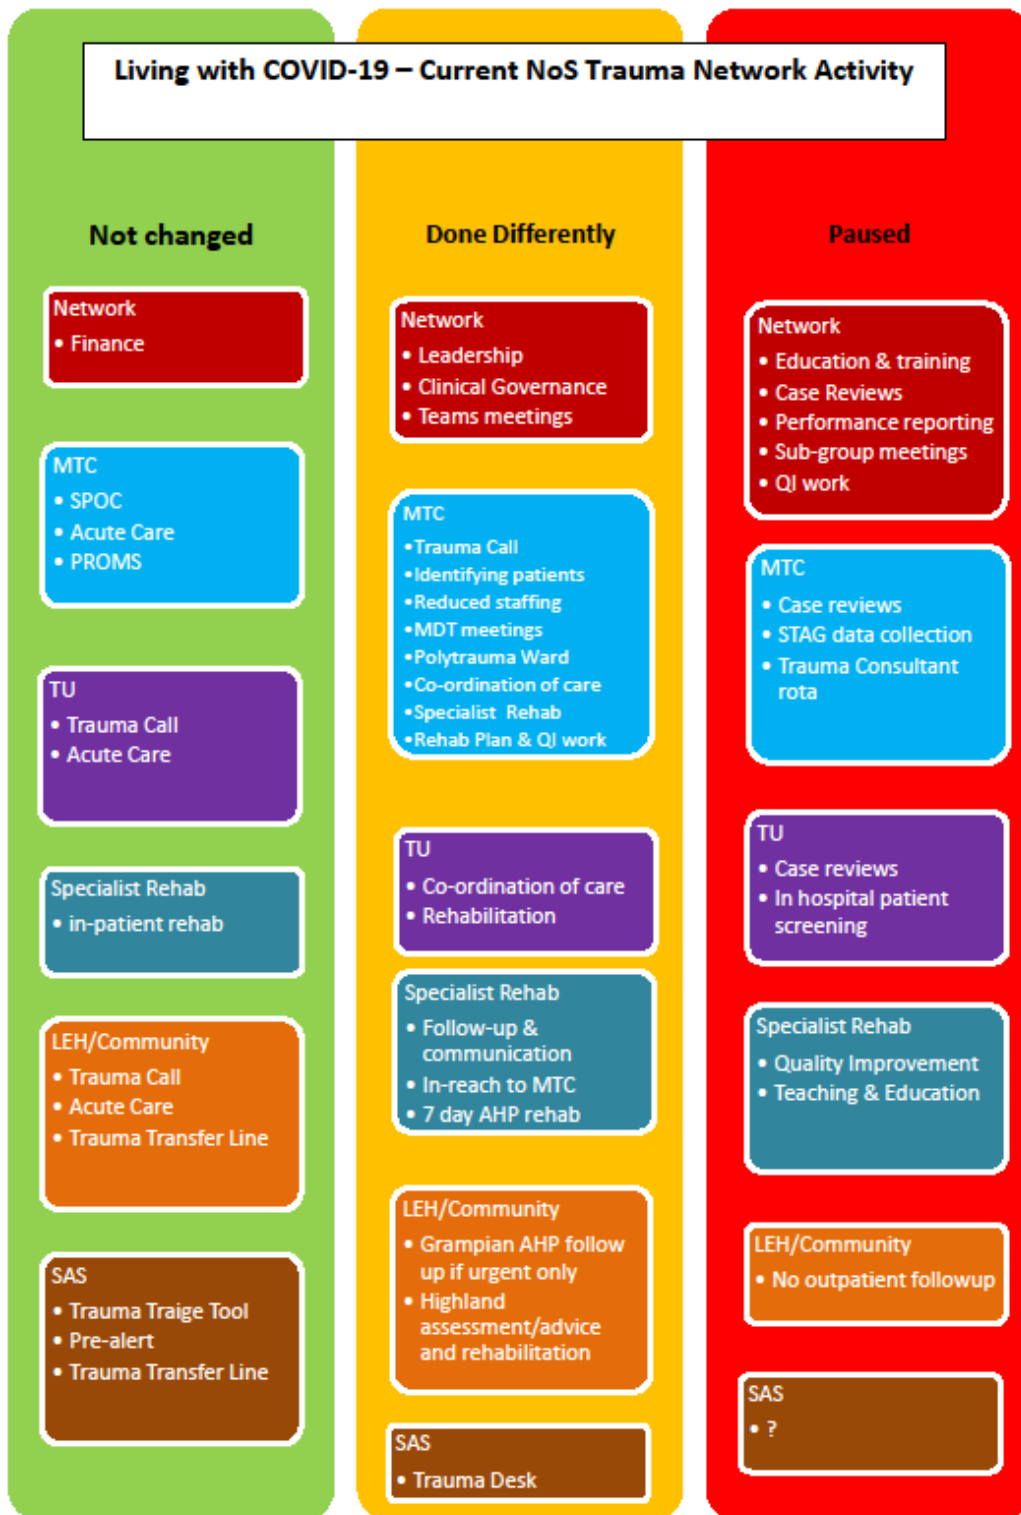 Living with COVID-19 – Current NoS Trauma Network Activity
Not changed
Network
• Finance
MTC
• SPOC
• Acute Care
• PROMS
TU
• Trauma Call
• Acute Care
Specialist Rehab
• in-patient rehab
LEH/Community
• Trauma Call
• Acute Care
• Trauma Transfer Line
SAS
• Trauma Traige Tool
• Pre-alert
• Trauma Transfer Line
Done Differently
Network
• Leadership
• Clinical Governance
• Teams meetings
MTC
•Trauma Call
•Identifying patients
•Reduced staffing
•MDT meetings
•Polytrauma Ward
•Co-ordination of care
•Specialist Rehab
•Rehab Plan & QI work
TU
• Co-ordination of care
• Rehabilitation
Specialist Rehab
• Follow-up &
communication
• In-reach to MTC
• 7 day AHP rehab
LEH/Community
• Grampian AHP follow
up if urgent only
• Highland
assessment/advice
and rehabilitation
SAS
• Trauma Desk
Paused
Network
• Education & training
• Case Reviews
• Performance reporting
• Sub-group meetings
• QI work
MTC
• Case reviews
• STAG data collection
• Trauma Consultant
rota
TU
• Case reviews
• In hospital patient
screening
Specialist Rehab
• Quality Improvement
• Teaching & Education
LEH/Community
• No outpatient followup
SAS
• ?